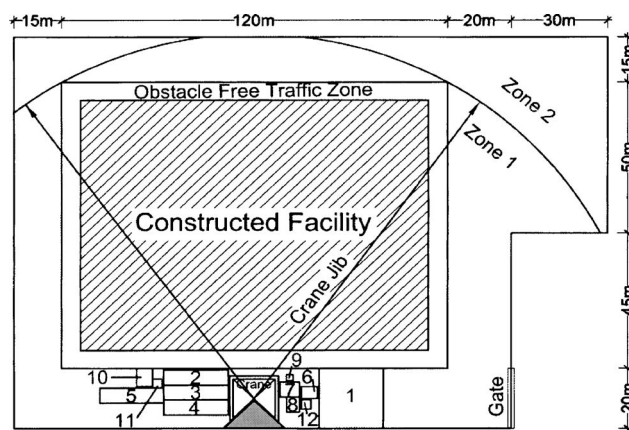 15m 120m 20m 30m
15m
Obstacle Free Traffic Zone
Zone 2
Zone 1
50m
Constructed Facility
Crane Jib
45m
9
10 2 Crane 6
5 3 7 1
11 4 8 12
Gate
20m